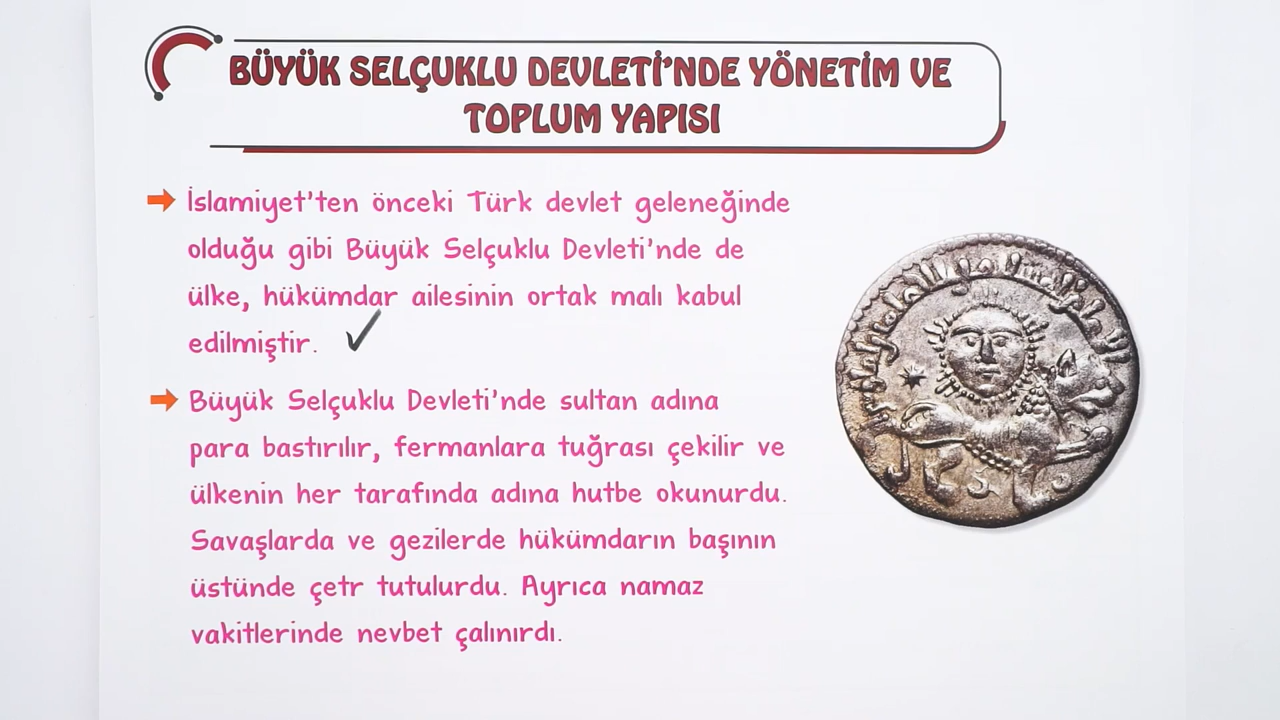 BÜYÜK SELÇUKLU DEVLETİ'NDE YÖNETİM VE
TOPLUM YAPISI
İslamiyet'ten önceki Türk devlet geleneğinde
olduğu gibi Büyük Selçuklu Devleti'nde de
ülke, hükümdar ailesinin ortak malı kabul
edilmiştir.
Büyük Selçuklu Devleti'nde sultan adına
para bastırılır, fermanlara tuğrası çekilir ve
ülkenin her tarafında adına hutbe okunurdu.
Savaşlarda ve gezilerde hükümdarın başının
üstünde çetr tutulurdu. Ayrıca namaz
vakitlerinde nevbet çalınırdı.